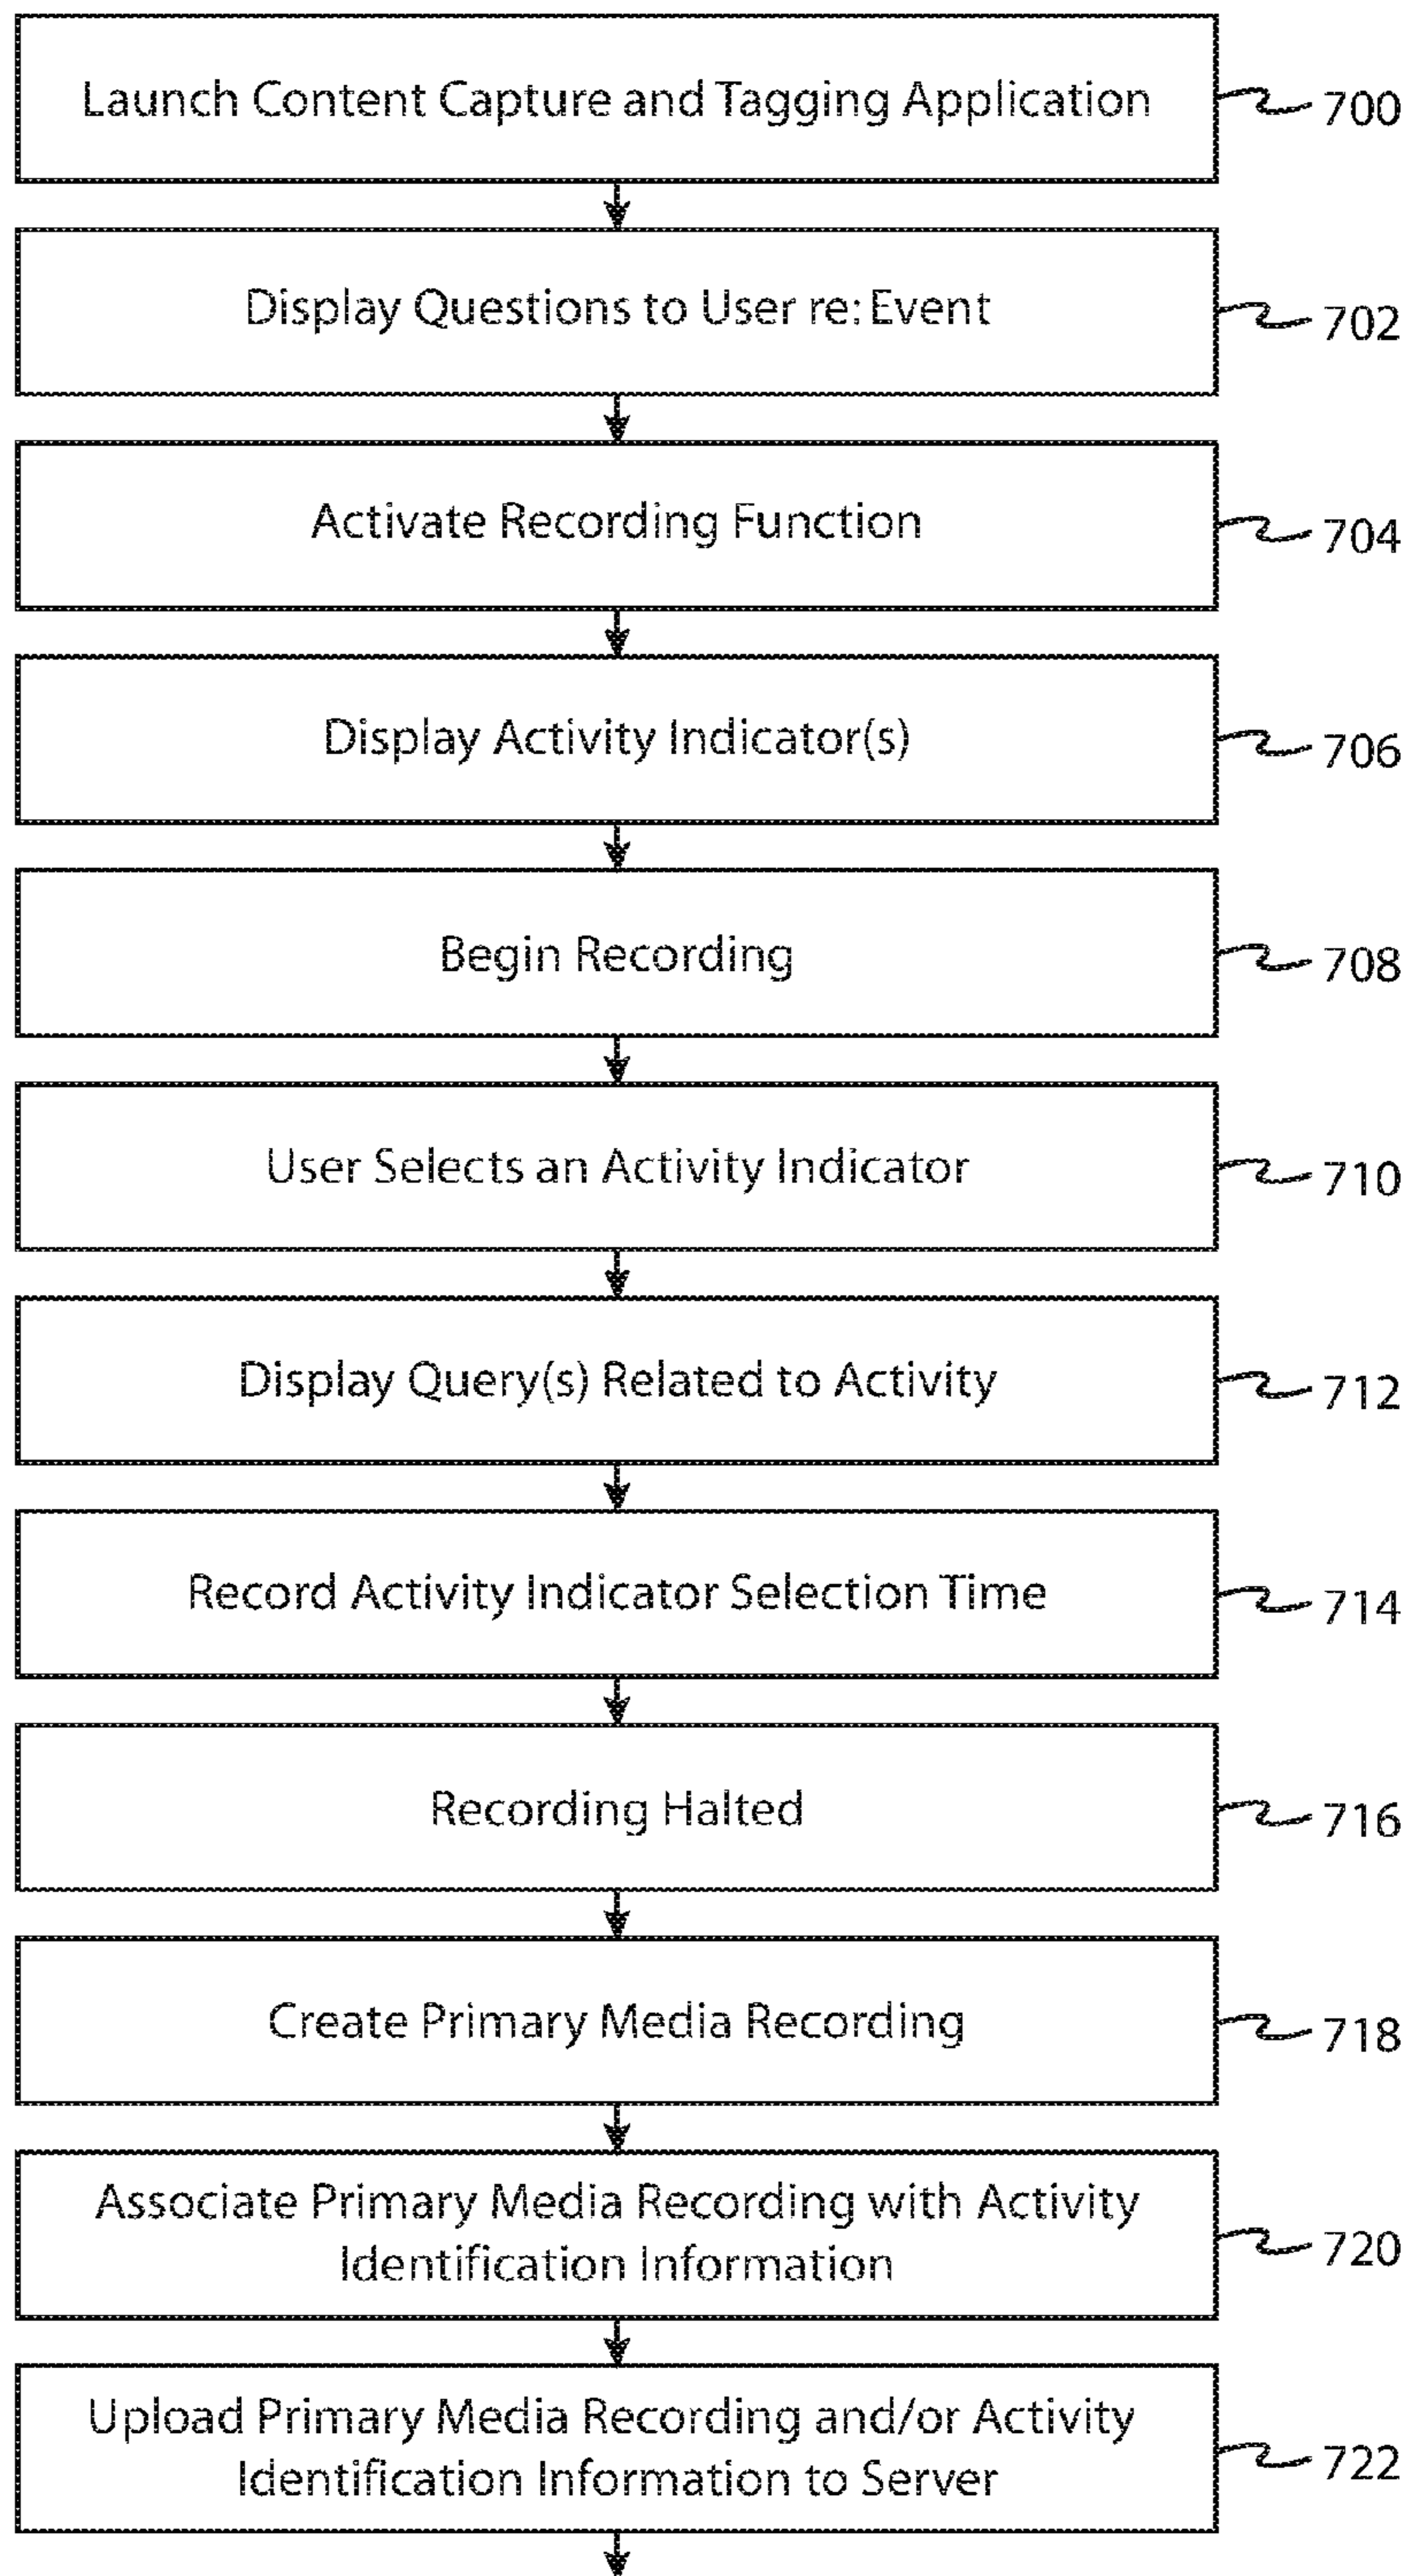 Launch Content Capture and Tagging Application
700
Display Questions to User re: Event
702
Activate Recording Function
704
Display Activity Indicator(s)
706
Begin Recording
708
User Selects an Activity Indicator
710
Display Query(s) Related to Activity
712
Record Activity Indicator Selection Time
714
Recording Halted
716
Create Primary Media Recording
718
Associate Primary Media Recording with Activity
Identification Information
720
Upload Primary Media Recording and/or Activity
Identification Information to Server
722